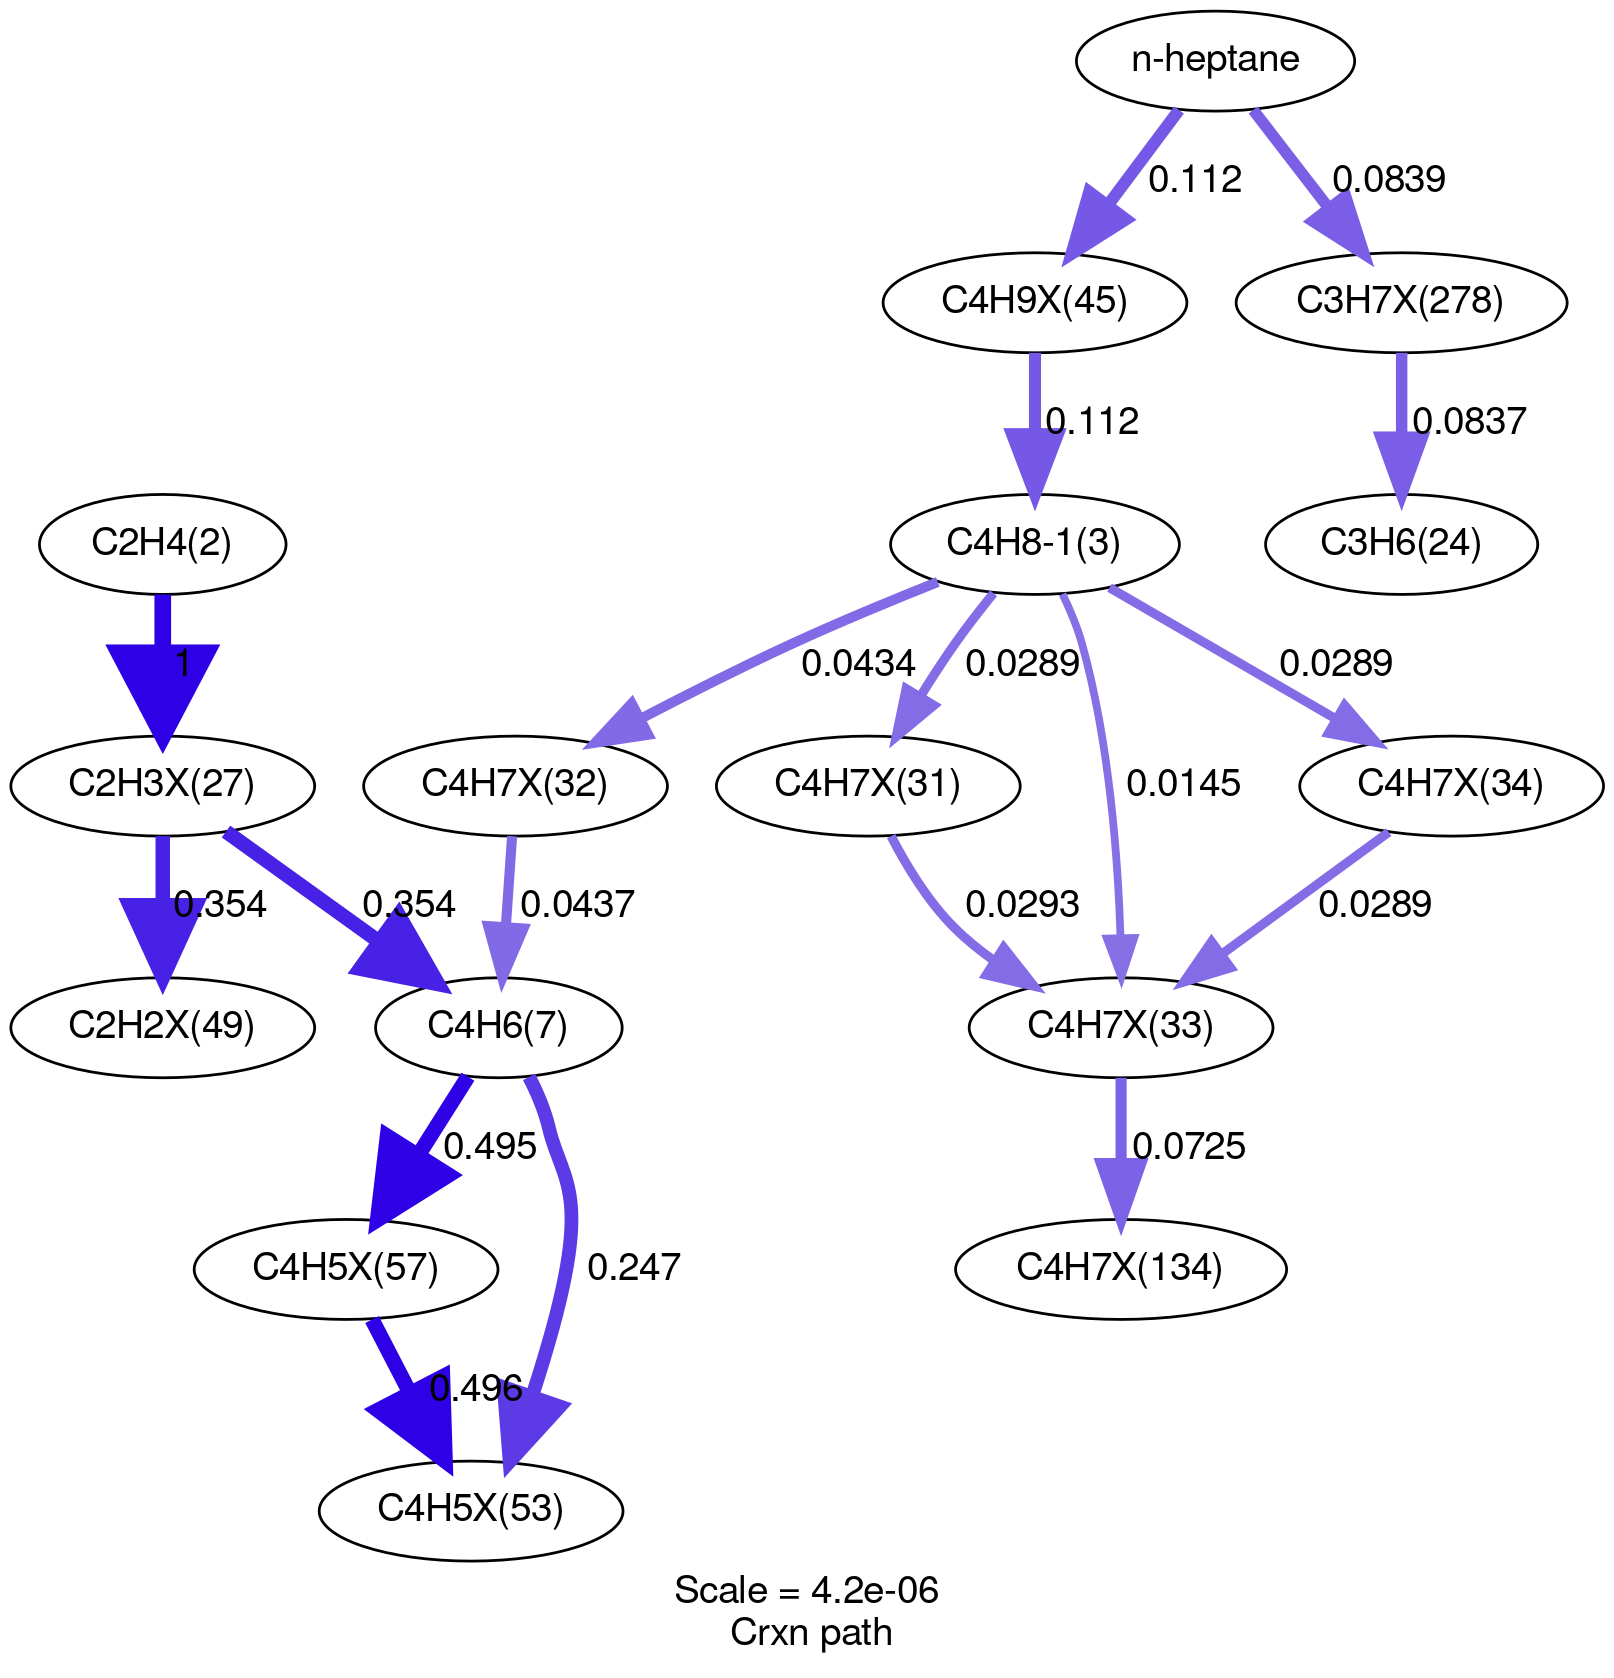 n-heptane
0.112
0.0839
C4H9X(45)
C3H7X(278)
0.112
0.0837
C2H4(2)
C4H8-1(3)
C3H6(24)
1
0.0434
0.0289
0.0289
C2H3X(27)
C4H7X(32)
C4H7X(31)
0.0145
C4H7X(34)
0.354
0.354
0.0437
0.0293
0.0289
C2H2X(49)
C4H6(7)
C4H7X(33)
0.495
0.0725
C4H5X(57)
0.247
C4H7X(134)
0.496
C4H5X(53)
Scale = 4.2e-06
Crxn path